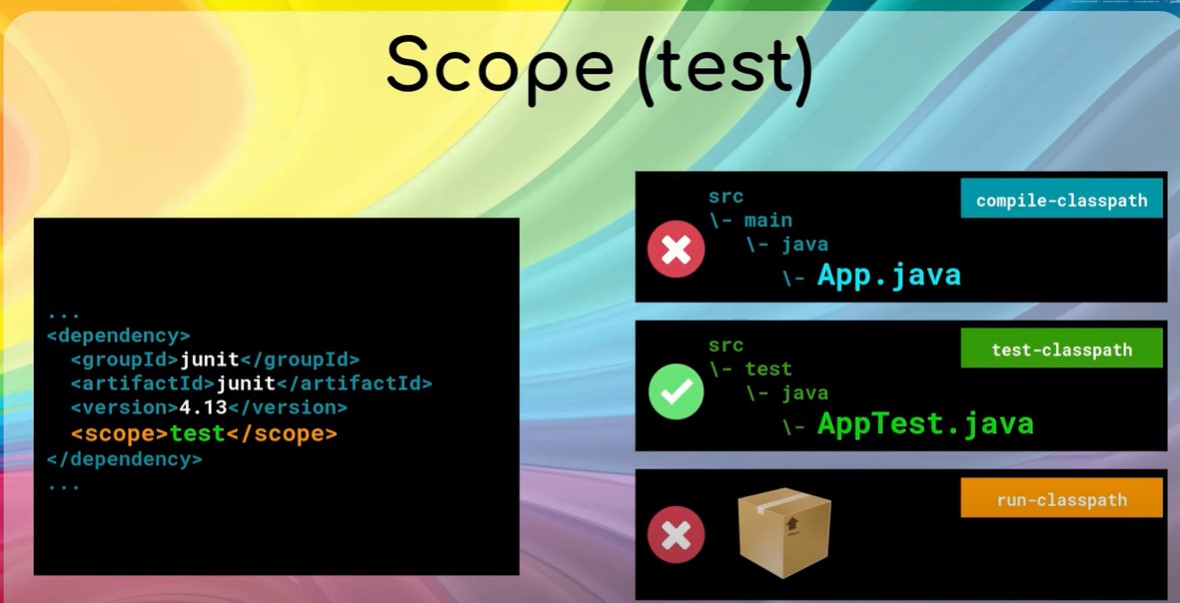 Scope (test)
...
<dependency>
  <groupId>junit</groupId>
  <artifactId>junit</artifactId>
  <version>4.13</version>
  <scope>test</scope>
</dependency>
...
compile-classpath
src
\- main
   \- java
      \- App.java
test-classpath
src
\- test
   \- java
      \- AppTest.java
run-classpath